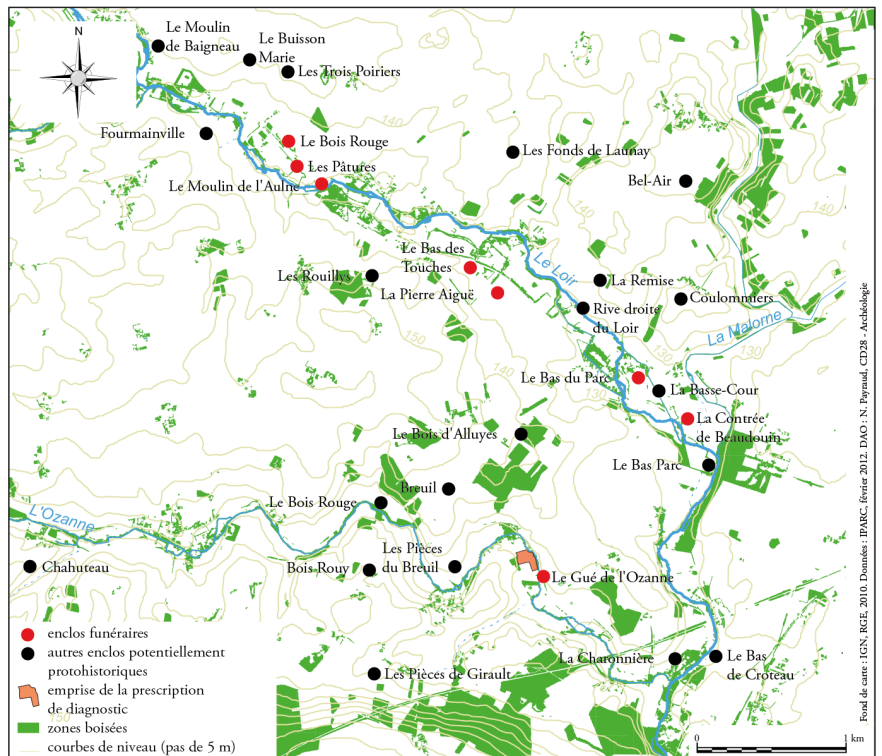 N
Le Moulin
de Baigneau
Le Buisson
Marie
Les Trois Poiriers
140
Fourmainville
Le Bois Rouge
Les Pâtures
Le Moulin de l'Aulne
Les Fonds de Launay
Bel-Air
140
140
Le Bas des
Touches
Le Loir
Les Rouillys
La Pierre Aiguë
La Remise
Coulommiers
Rive droite
du Loir
La Malorne
150
130
130
140
Le Bas du Parc
130
La Basse-Cour
La Contrée
de Beaudouin
Le Bois d'Alluyes
Le Bas Parc
Breuil
Le Bois Rouge
L'Ozanne
Chahuteau
Bois-Rouy
Les Pièces
du Breuil
Le Gué de l'Ozanne
La Charonnière
Le Bas
de Croteau
Les Pièces de Girault
enclos funéraires
autres enclos potentiellement
protohistoriques
emprise de la prescription
de diagnostic
150
zones boisées
courbes de niveau (pas de 5 m)
0
1 km
Fond de carte : IGN, RGE, 2010. Données : IPARC, février 2012. DAO : N. Payraud, CD28 - Archéologie